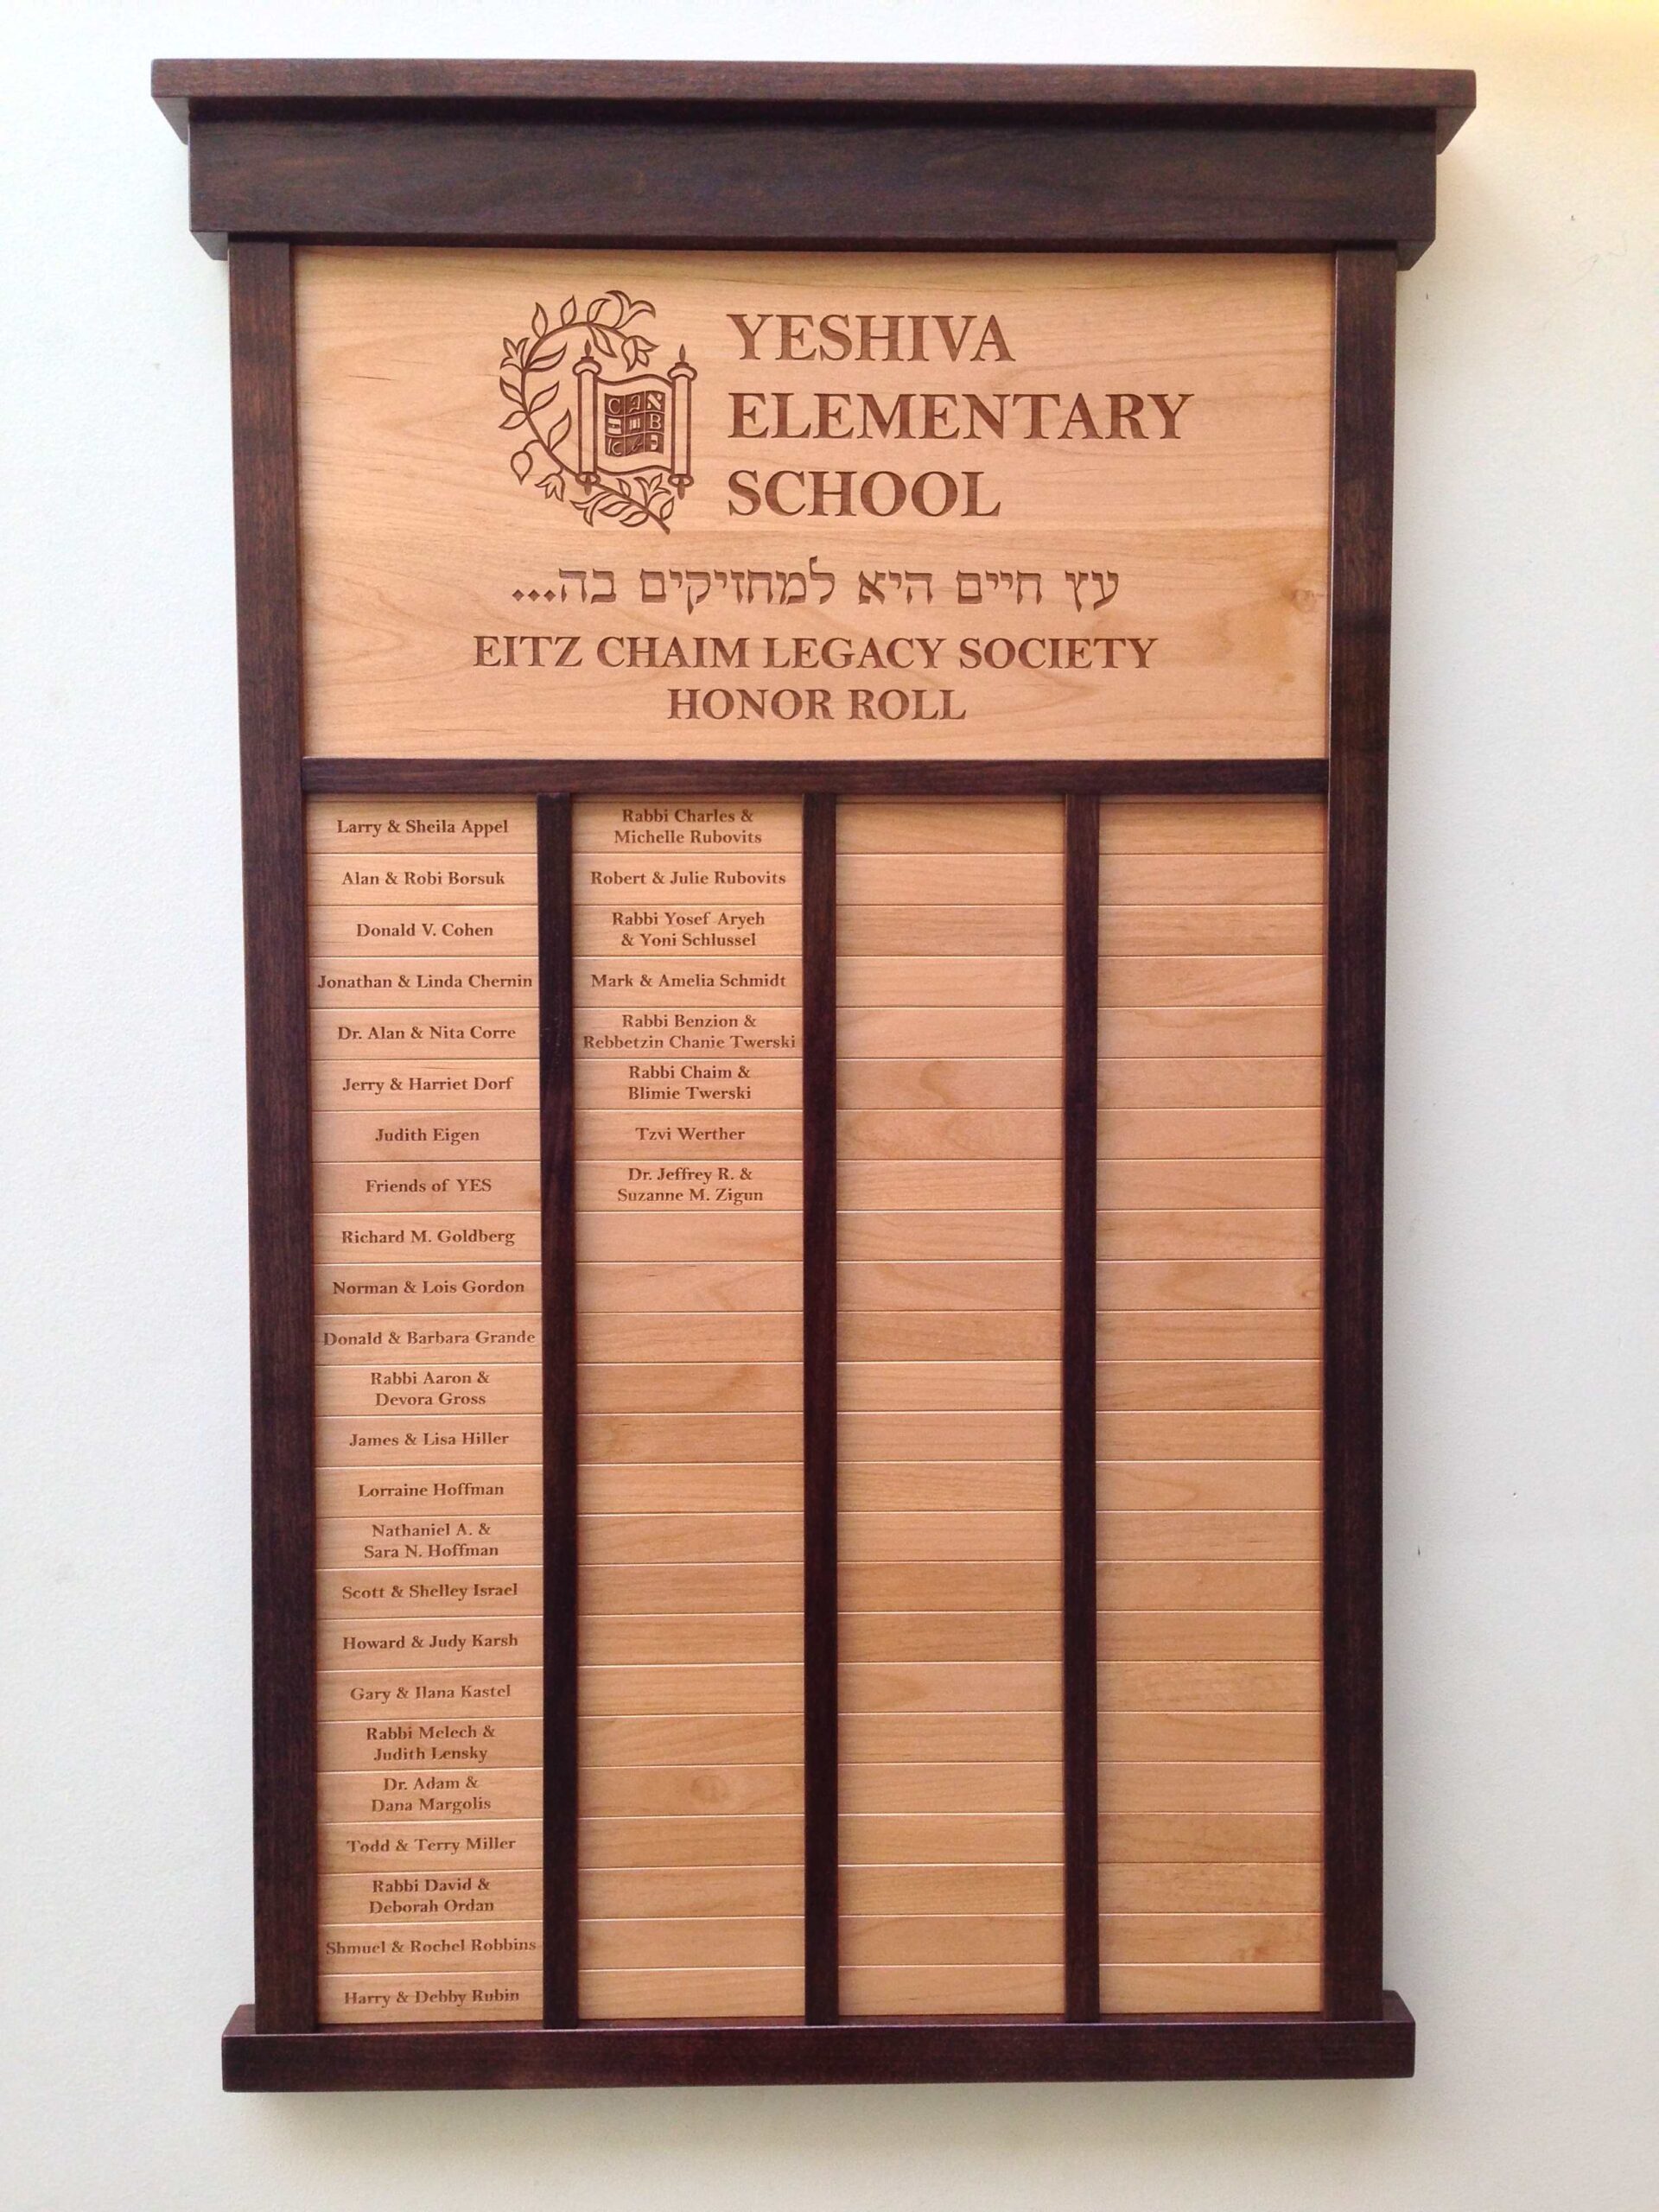 YESHIVA
ELEMENTARY
SCHOOL
עץ חיים היא למחזיקים בה...
EITZ CHAIM LEGACY SOCIETY
HONOR ROLL
Larry & Sheila Appel
Alan & Robi Borsuk
Donald V. Cohen
Jonathan & Linda Chernin
Dr. Alan & Nita Corre
Jerry & Harriet Dorf
Judith Eigen
Friends of YES
Richard M. Goldberg
Norman & Lois Gordon
Donald & Barbara Grande
Rabbi Aaron &
Devora Gross
James & Lisa Hiller
Lorraine Hoffman
Nathaniel A. &
Sara N. Hoffman
Scott & Shelley Israel
Howard & Judy Karsh
Gary & Ilana Kastel
Rabbi Melech &
Judith Lensky
Dr. Adam &
Dana Margolis
Todd & Terry Miller
Rabbi David &
Deborah Ordan
Shmuel & Rochel Robbins
Harry & Debby Rubin
Rabbi Charles &
Michelle Rubovits
Robert & Julie Rubovits
Rabbi Yosef Aryeh
& Yoni Schlussel
Mark & Amelia Schmidt
Rabbi Benzion &
Rebbetzin Chanie Twerski
Rabbi Chaim &
Blimie Twerski
Tzvi Werther
Dr. Jeffrey R. &
Suzanne M. Zigun